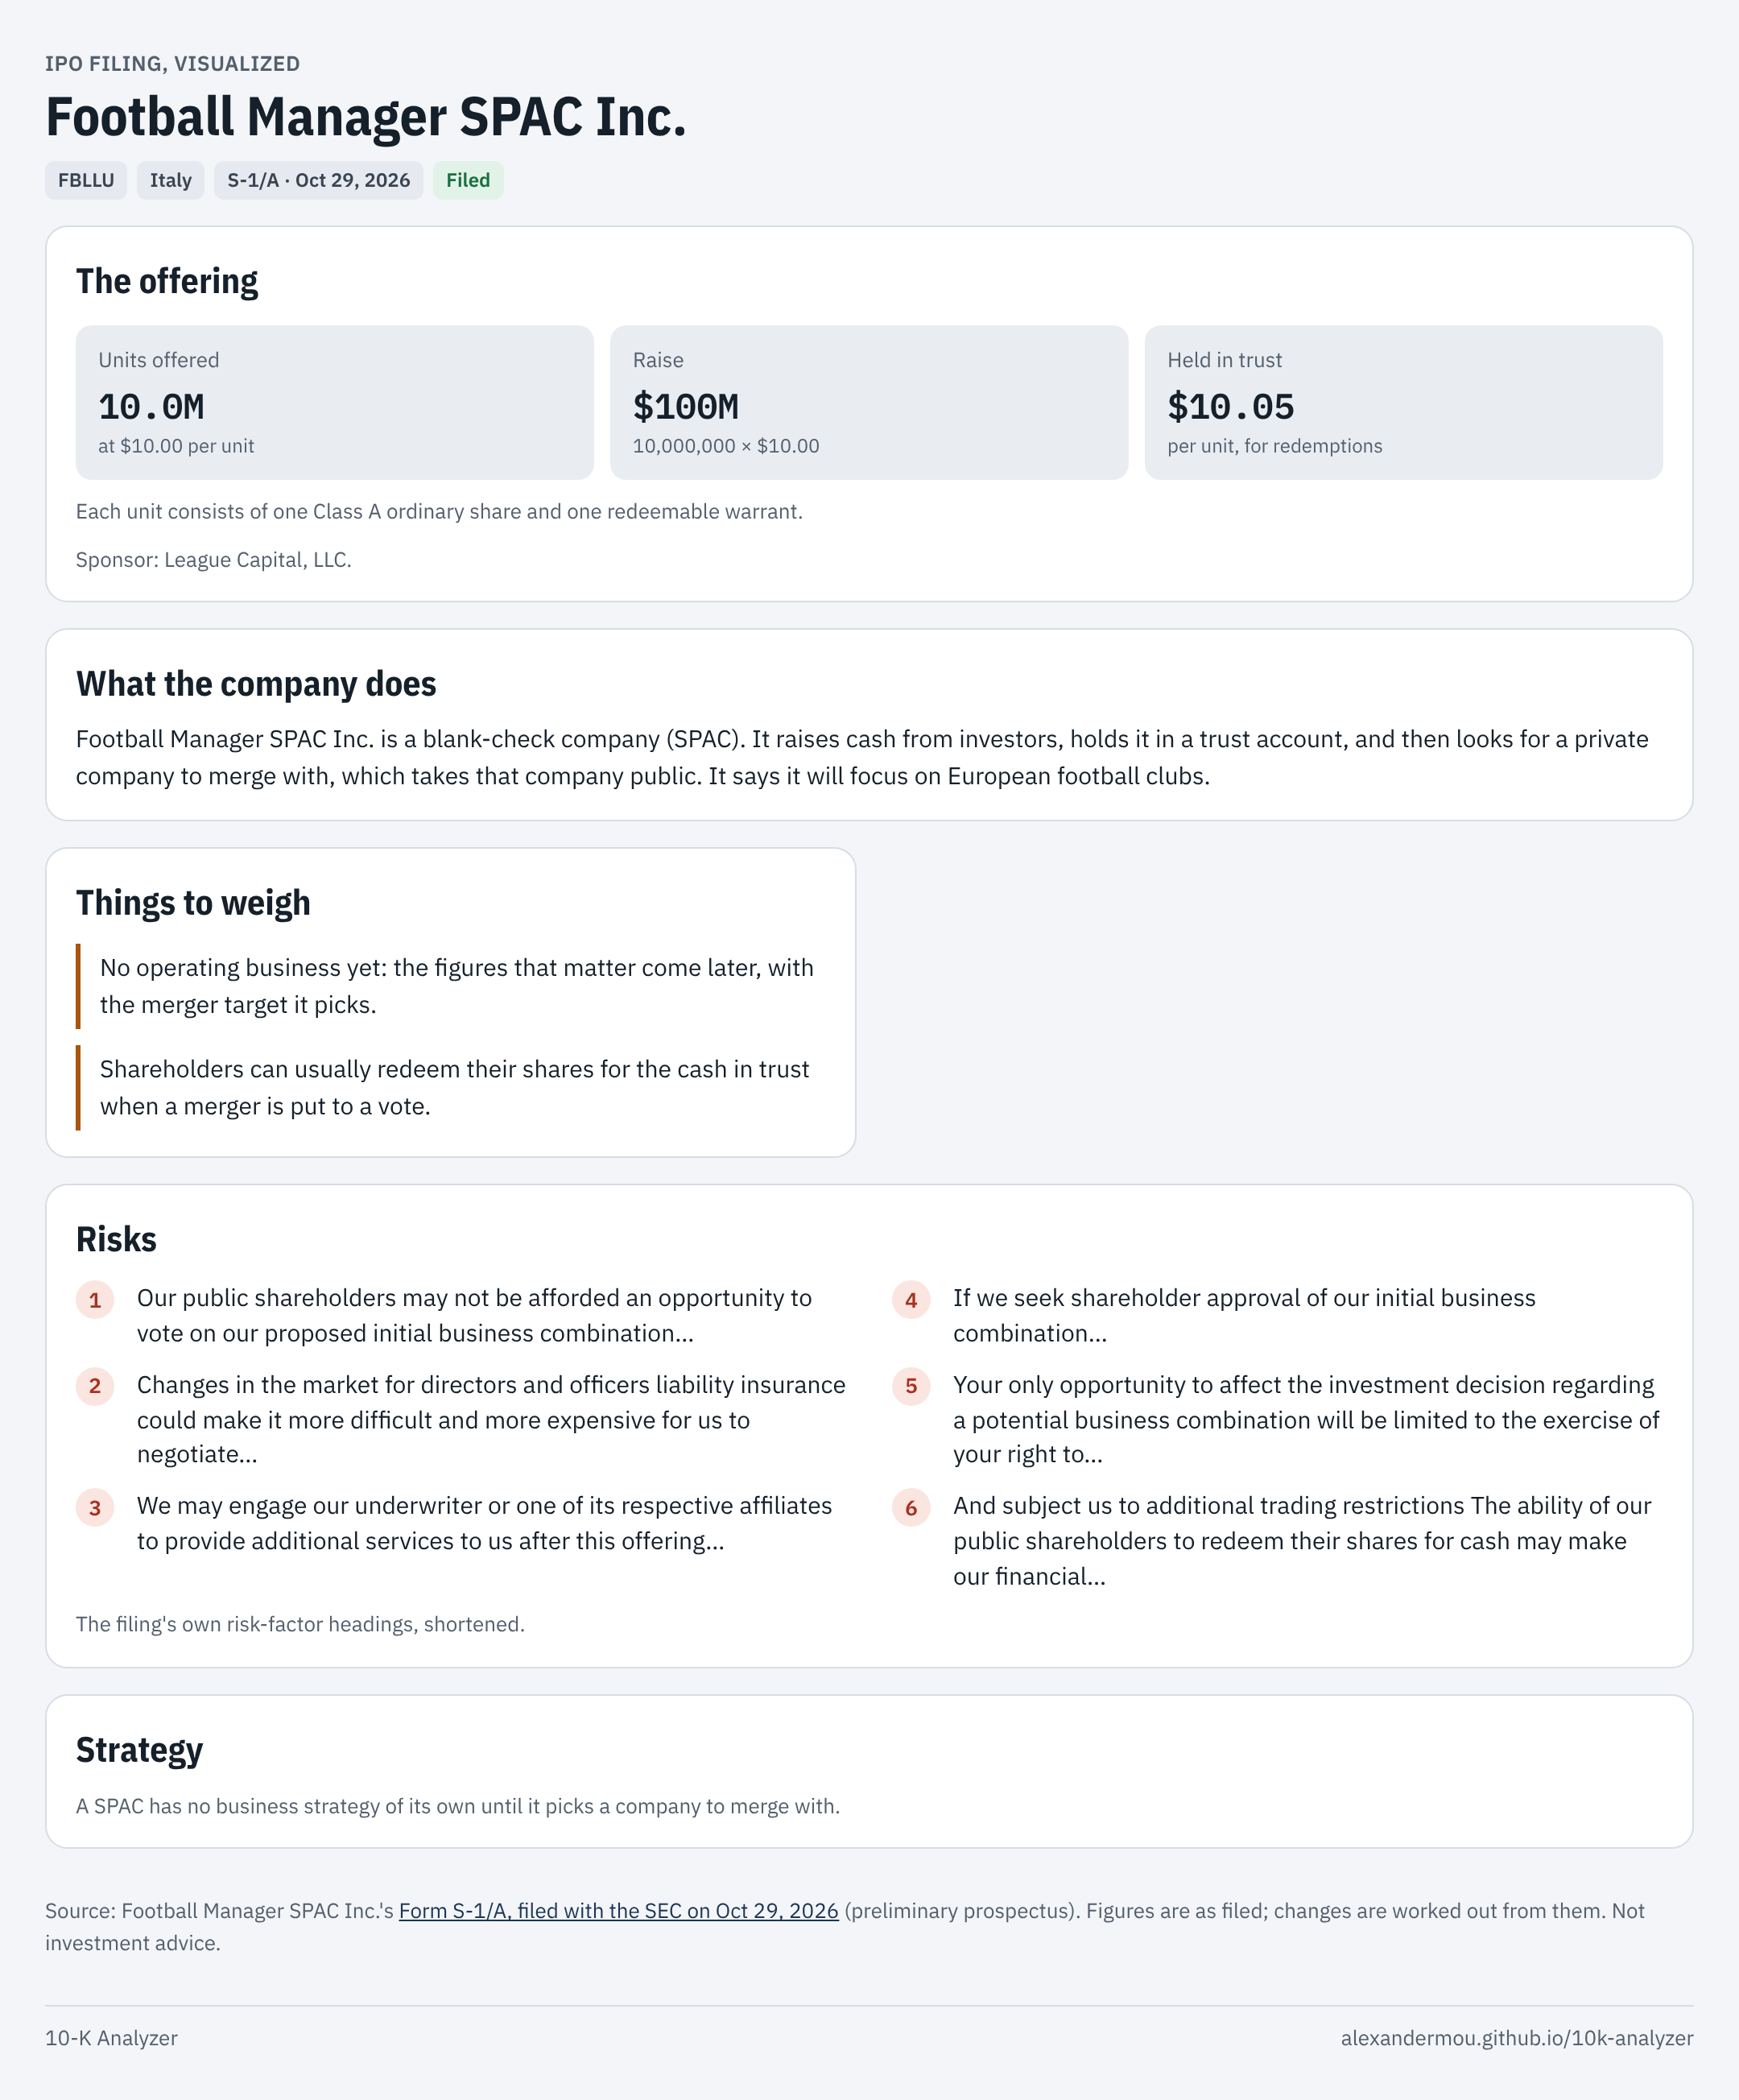 IPO FILING, VISUALIZED
Football Manager SPAC Inc.
FBLLU
Italy
S-1/A · Oct 29, 2026
Filed
The offering
Units offered
10.0M
at $10.00 per unit
Raise
$100M
10,000,000 × $10.00
Held in trust
$10.05
per unit, for redemptions
Each unit consists of one Class A ordinary share and one redeemable warrant.
Sponsor: League Capital, LLC.
What the company does
Football Manager SPAC Inc. is a blank-check company (SPAC). It raises cash from investors, holds it in a trust account, and then looks for a private
company to merge with, which takes that company public. It says it will focus on European football clubs.
Things to weigh
No operating business yet: the figures that matter come later, with
the merger target it picks.
Shareholders can usually redeem their shares for the cash in trust
when a merger is put to a vote.
Risks
1
Our public shareholders may not be afforded an opportunity to
vote on our proposed initial business combination…
2
Changes in the market for directors and officers liability insurance
could make it more difficult and more expensive for us to
negotiate…
3
We may engage our underwriter or one of its respective affiliates
to provide additional services to us after this offering…
4
If we seek shareholder approval of our initial business
combination…
5
Your only opportunity to affect the investment decision regarding
a potential business combination will be limited to the exercise of
your right to…
6
And subject us to additional trading restrictions The ability of our
public shareholders to redeem their shares for cash may make
our financial…
The filing's own risk-factor headings, shortened.
Strategy
A SPAC has no business strategy of its own until it picks a company to merge with.
Source: Football Manager SPAC Inc.'s Form S-1/A, filed with the SEC on Oct 29, 2026 (preliminary prospectus). Figures are as filed; changes are worked out from them. Not
investment advice.
10-K Analyzer
alexandermou.github.io/10k-analyzer